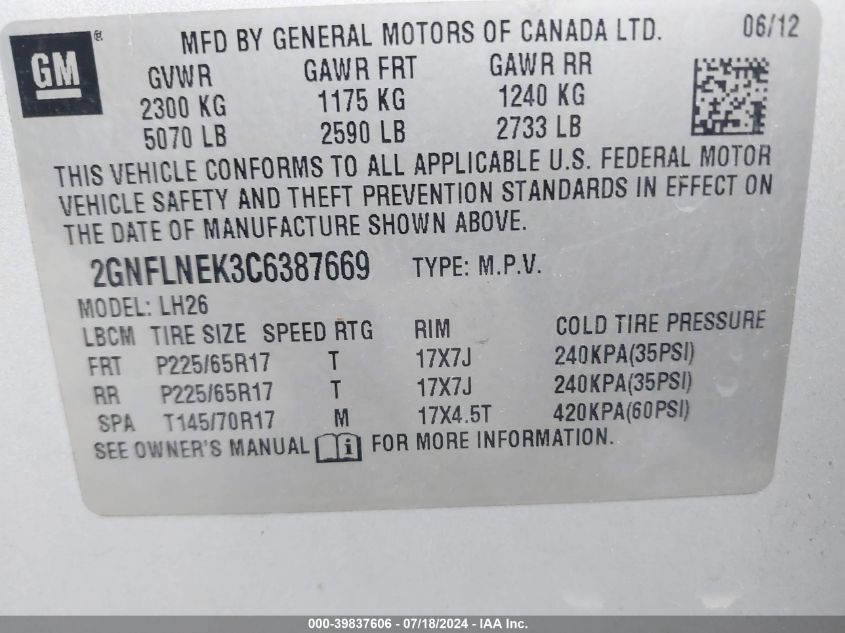 GM ® MFD BY GENERAL MOTORS OF CANADA LTD. 06/12
GVWR GAWR FRT GAWR RR
2300 KG 1175 KG 1240 KG
5070 LB 2590 LB 2733 LB
THIS VEHICLE CONFORMS TO ALL APPLICABLE U.S. FEDERAL MOTOR
VEHICLE SAFETY AND THEFT PREVENTION STANDARDS IN EFFECT ON
THE DATE OF MANUFACTURE SHOWN ABOVE.
2GNFLNEK3C6387669 TYPE: M.P.V.
MODEL: LH26
LBCM TIRE SIZE SPEED RTG RIM COLD TIRE PRESSURE
FRT P225/65R17 T 17X7J 240KPA(35PSI)
RR P225/65R17 T 17X7J 240KPA(35PSI)
SPA T145/70R17 M 17X4.5T 420KPA(60PSI)
SEE OWNER'S MANUAL i FOR MORE INFORMATION.
000-39837606 - 07/18/2024 - IAA Inc.